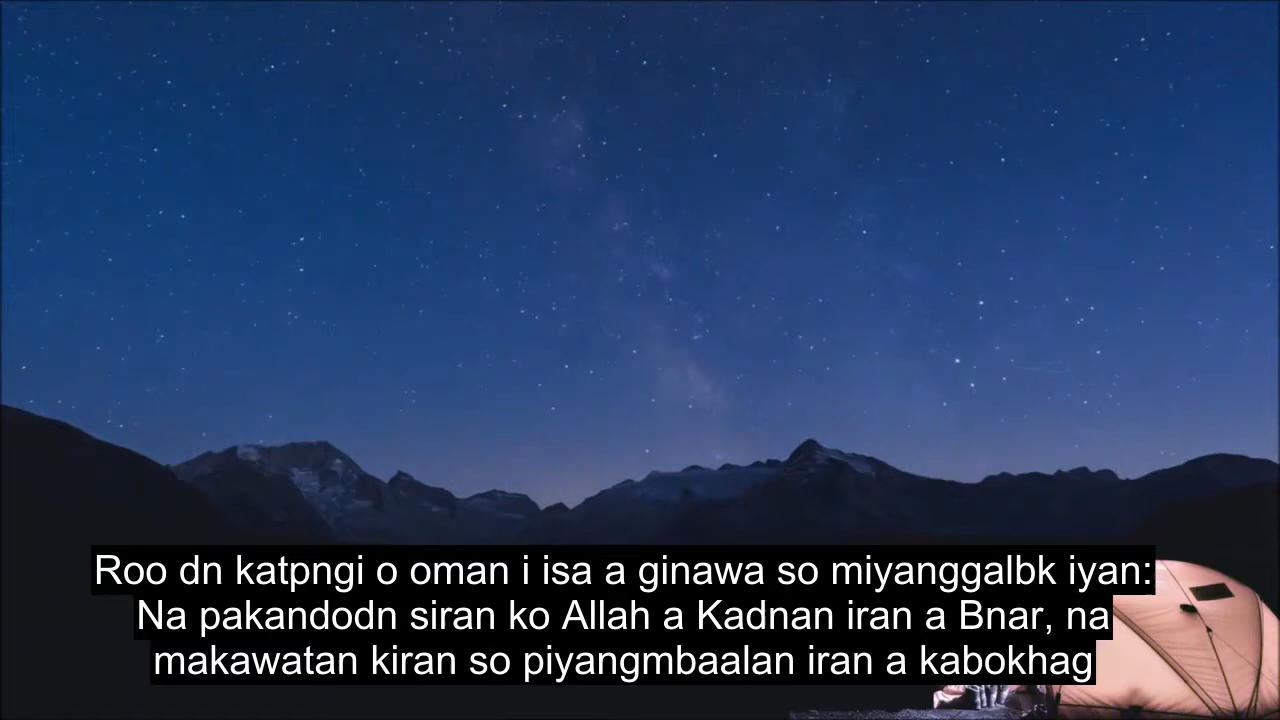 Roo dn katpngi o oman i isa a ginawa so miyanggalbk iyan:
Na pakandodn siran ko Allah a Kadnan iran a Bnar, na
makawatan kiran so piyangmbaalan iran a kabokhag